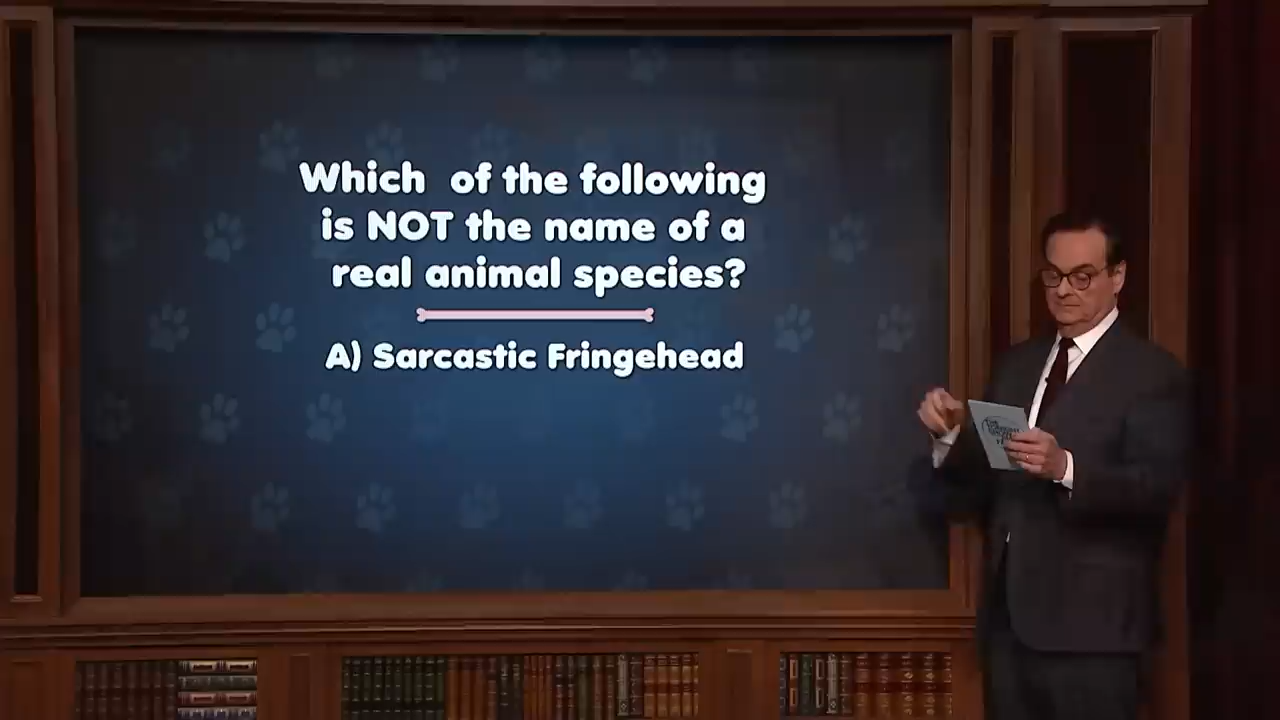 Which of the following
is NOT the name of a
real animal species?
A) Sarcastic Fringehead